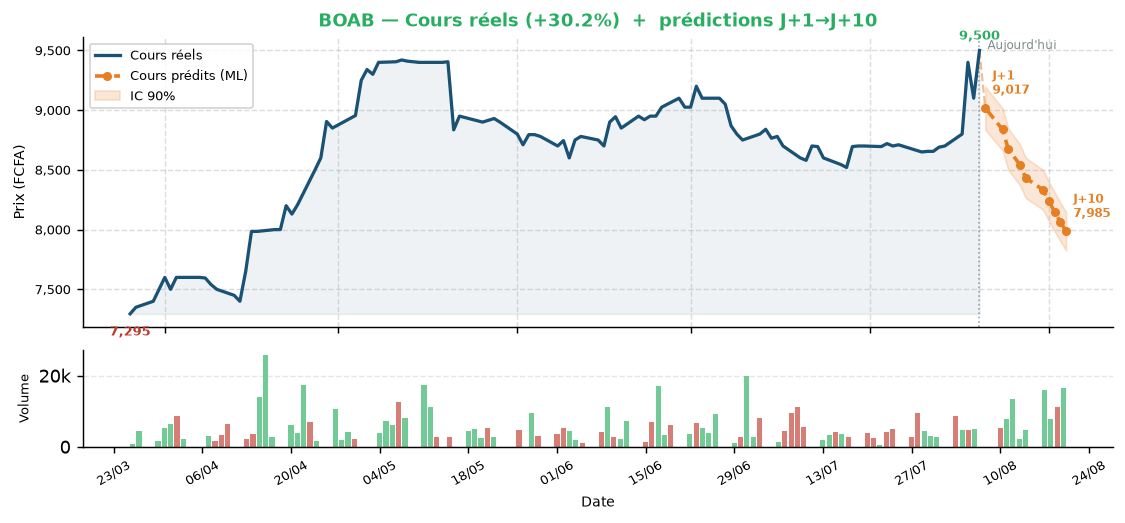 BOAB — Cours réels (+30.2%)  +  prédictions J+1→J+10
9,500
Aujourd'hui
Cours réels
Cours prédits (ML)
IC 90%
J+1
9,017
J+10
7,985
7,295
Prix (FCFA)
9,500
9,000
8,500
8,000
7,500
Volume
20k
0
23/03
06/04
20/04
04/05
18/05
01/06
15/06
29/06
13/07
27/07
10/08
24/08
Date